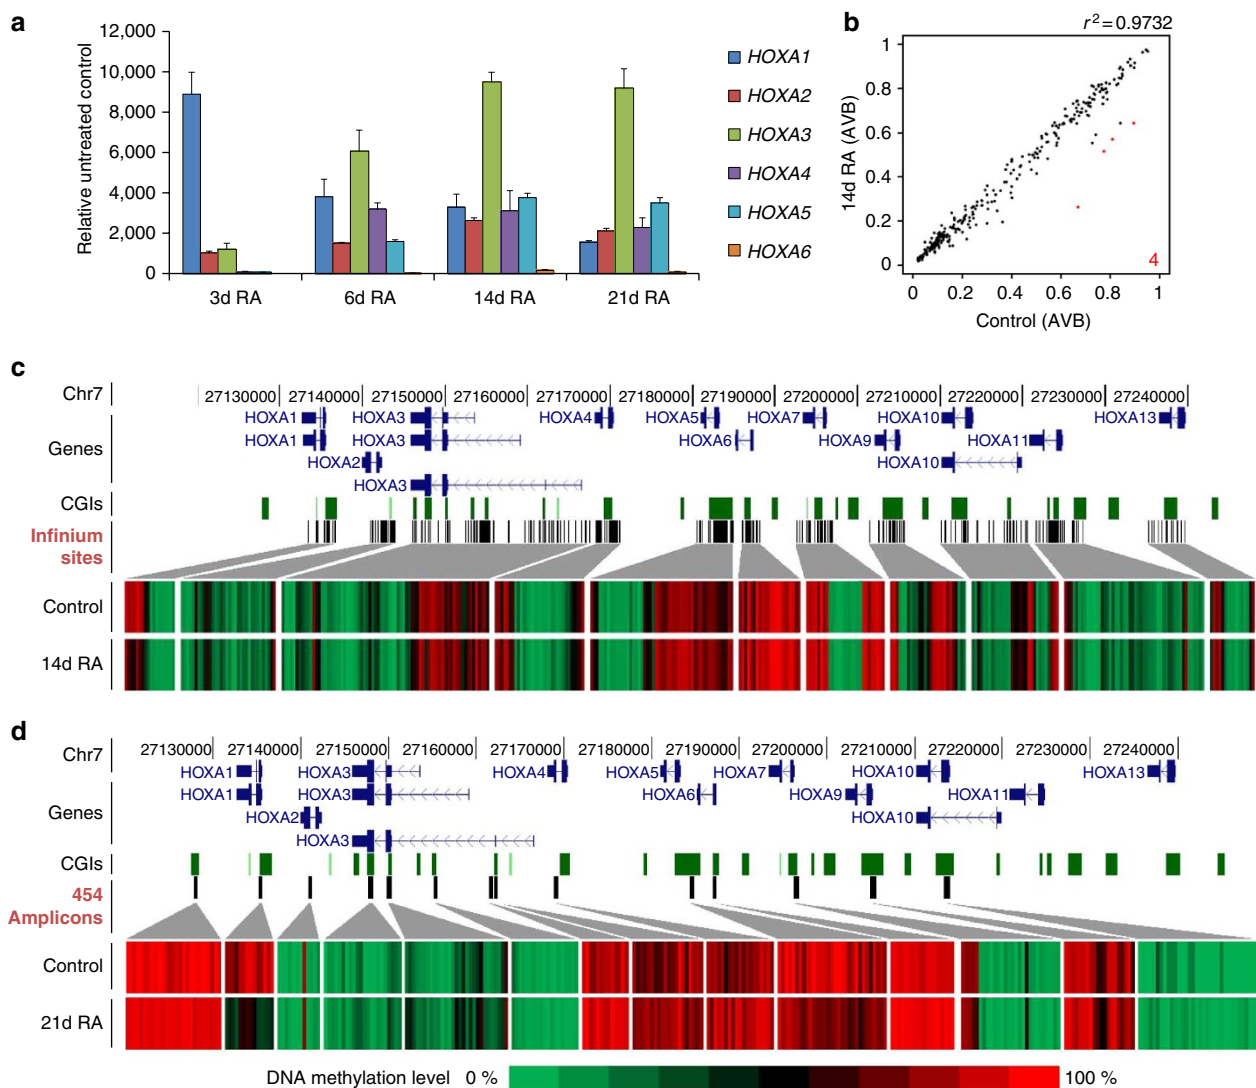 a
Relative untreated control
12,000
10,000
8,000
6,000
4,000
2,000
0
3d RA 6d RA 14d RA 21d RA
HOXA1
HOXA2
HOXA3
HOXA4
HOXA5
HOXA6
b
r² = 0.9732
14d RA (AVB)
1
0.8
0.6
0.4
0.2
0
4
0 0.2 0.4 0.6 0.8 1
Control (AVB)
c
Chr7
27130000 27140000 27150000 27160000 27170000 27180000 27190000 27200000 27210000 27220000 27230000 27240000
Genes
HOXA1 HOXA3 HOXA4 HOXA5 HOXA7 HOXA10 HOXA13
HOXA1 HOXA3 HOXA6 HOXA9 HOXA11
HOXA2 HOXA10
HOXA3
CGIs
Infinium
sites
Control
14d RA
d
Chr7
27130000 27140000 27150000 27160000 27170000 27180000 27190000 27200000 27210000 27220000 27230000 27240000
Genes
HOXA1 HOXA3 HOXA4 HOXA5 HOXA7 HOXA10 HOXA13
HOXA1 HOXA3 HOXA6 HOXA9 HOXA11
HOXA2 HOXA10
HOXA3
CGIs
454
Amplicons
Control
21d RA
DNA methylation level 0 % 100 %